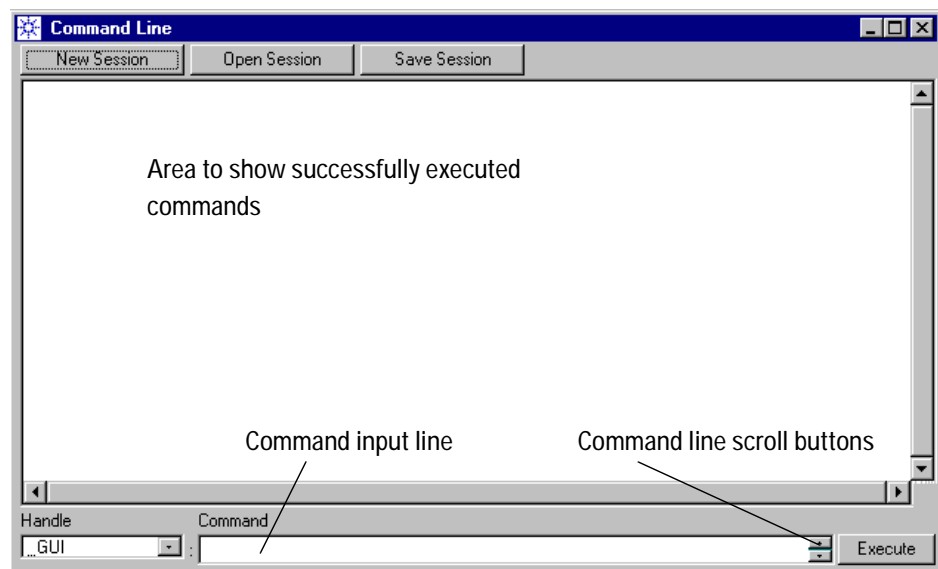 Command Line
New Session Open Session Save Session
Area to show successfully executed
commands
Command input line Command line scroll buttons
Handle Command
_GUI : Execute